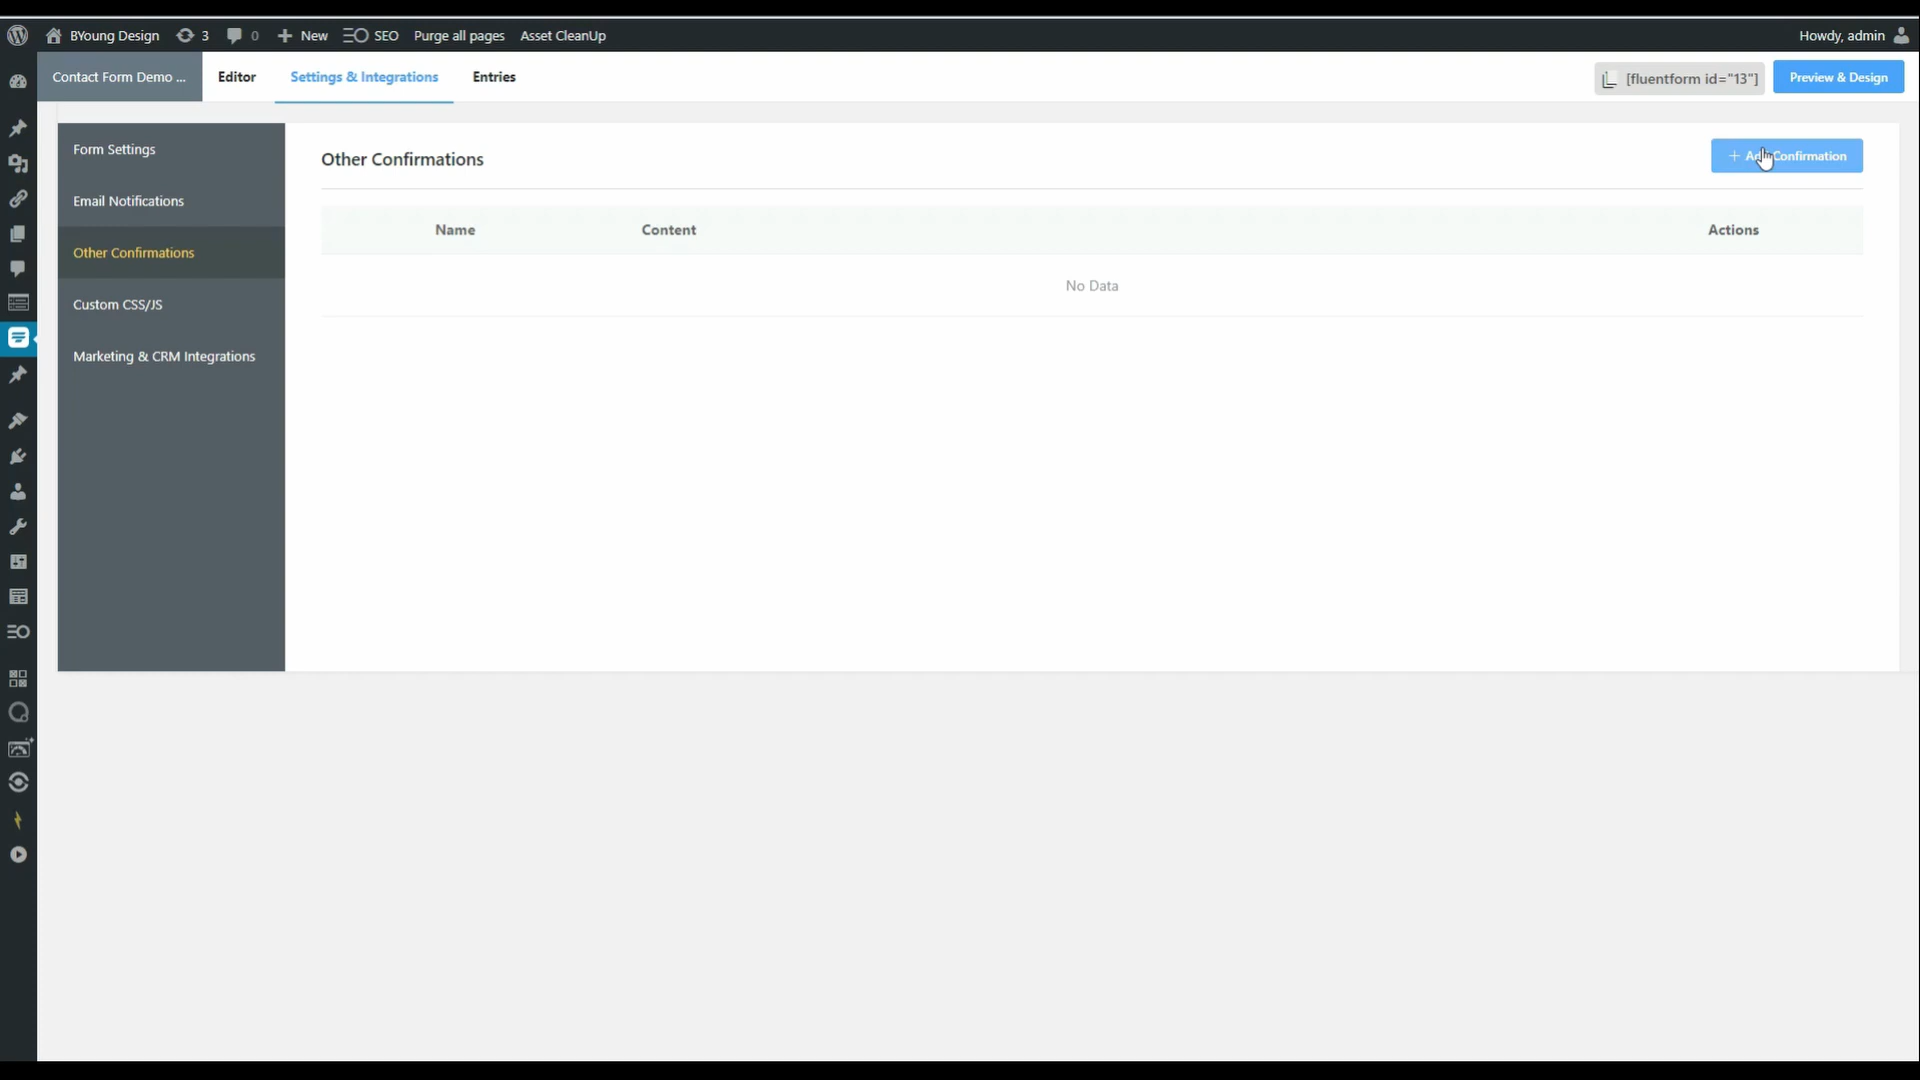 BYoung Design 3 0 New SEO Purge all pages Asset CleanUp Howdy, admin
Contact Form Demo ... Editor Settings & Integrations Entries [fluentform id="13"] Preview & Design
Form Settings
Email Notifications
Other Confirmations
Custom CSS/JS
Marketing & CRM Integrations
Other Confirmations
+ Confirmation
Name Content Actions
No Data